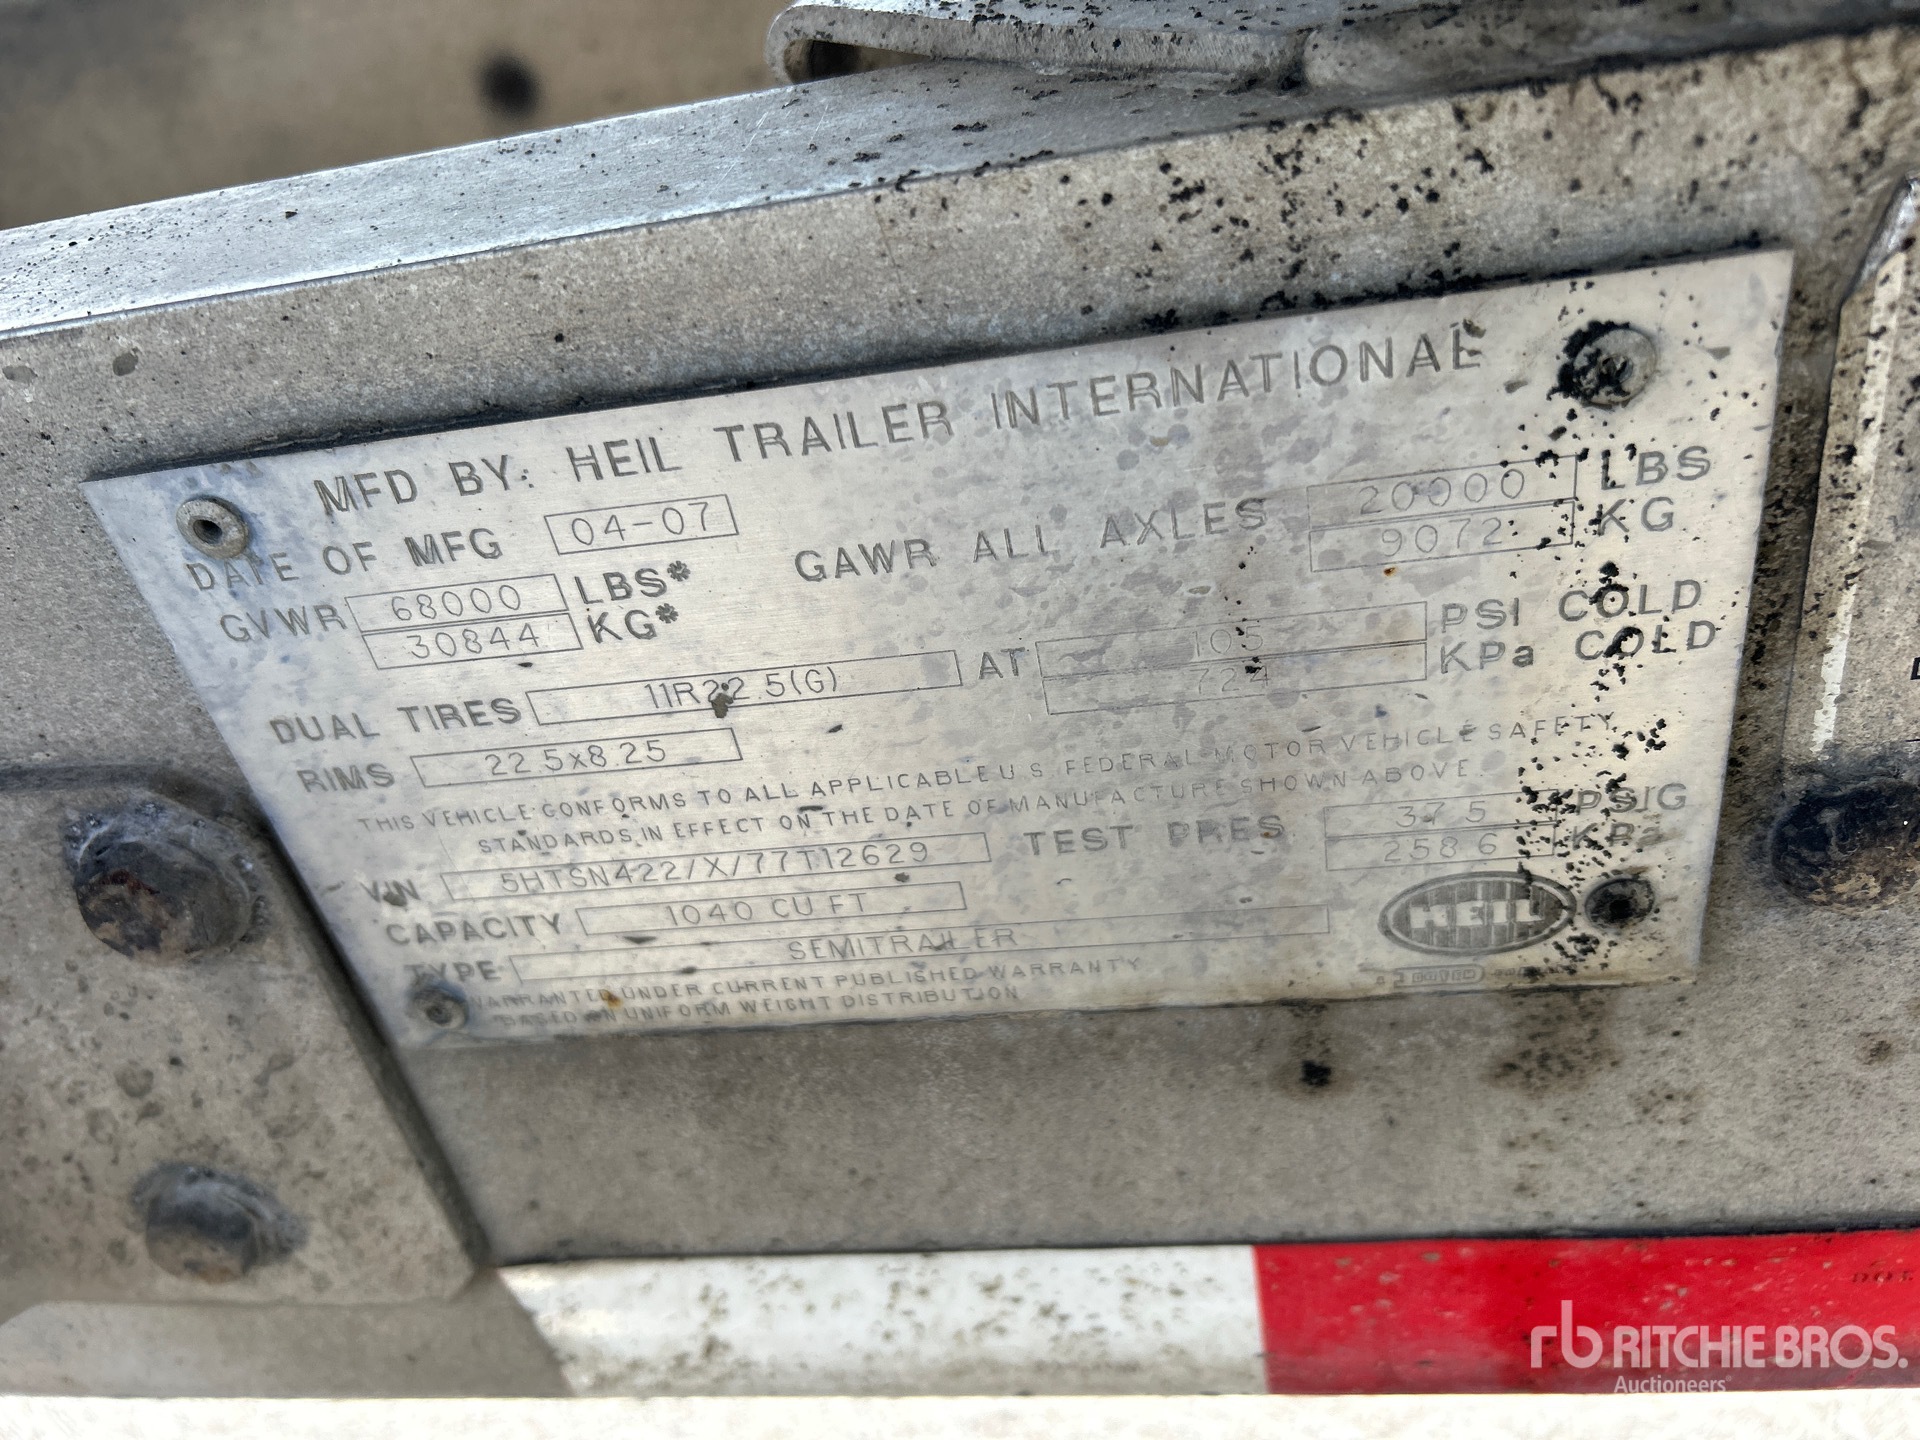 MFD BY: HEIL TRAILER INTERNATIONAL
DATE OF MFG 04-07
GVWR 68000 LBS*
30844 KG*
GAWR ALL AXLES 20000 LBS
9072 KG
DUAL TIRES 11R22.5(G) AT 105 PSI COLD
724 KPa COLD
RIMS 22.5x8.25
THIS VEHICLE CONFORMS TO ALL APPLICABLE U S FEDERAL MOTOR VEHICLE SAFETY
STANDARDS IN EFFECT ON THE DATE OF MANUFACTURE SHOWN ABOVE.
VIN 5HTSN422/X/77T12629
TEST PRES 37.5 PSIG
258.6 KPa
CAPACITY 1040 CU FT
TYPE SEMITRAILER
HEIL
WARRANTED UNDER CURRENT PUBLISHED WARRANTY
BASED ON UNIFORM WEIGHT DISTRIBUTION
rb RITCHIE BROS.
Auctioneers